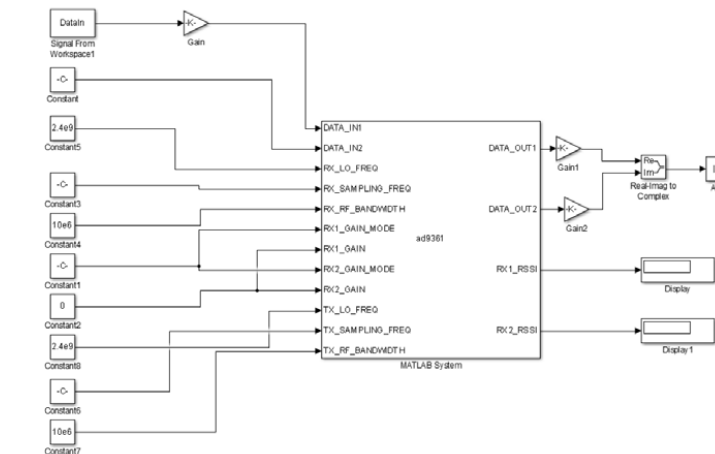 DataIn
Signal From
Workspace1
-K-
Gain
-C-
Constant
2.4e9
Constant5
-C-
Constant3
10e6
Constant4
-C-
Constant1
0
Constant2
2.4e9
Constant8
-C-
Constant6
10e6
Constant7
DATA_IN1
DATA_IN2
RX_LO_FREQ
RX_SAMPLING_FREQ
RX_RF_BANDWIDTH
RX1_GAIN_MODE
RX1_GAIN
RX2_GAIN_MODE
RX2_GAIN
TX_LO_FREQ
TX_SAMPLING_FREQ
TX_RF_BANDWIDTH
ad9361
DATA_OUT1
DATA_OUT2
RX1_RSSI
RX2_RSSI
MATLAB System
-K-
Gain1
-K-
Gain2
Re
Im
Real-Imag to
Complex
Display
Display1